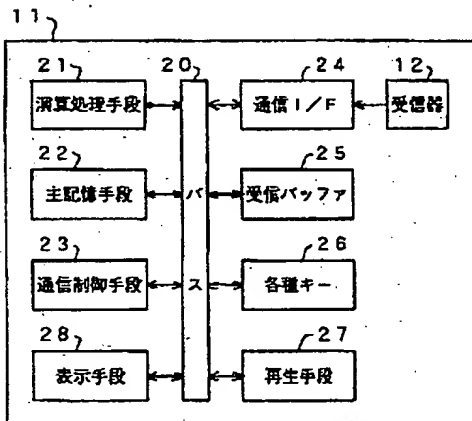 11
21 20 24 12
演算処理手段 通信I/F 受信器
22 25
主記憶手段 バス 受信バッファ
23 26
通信制御手段 各種キー
28 27
表示手段 再生手段